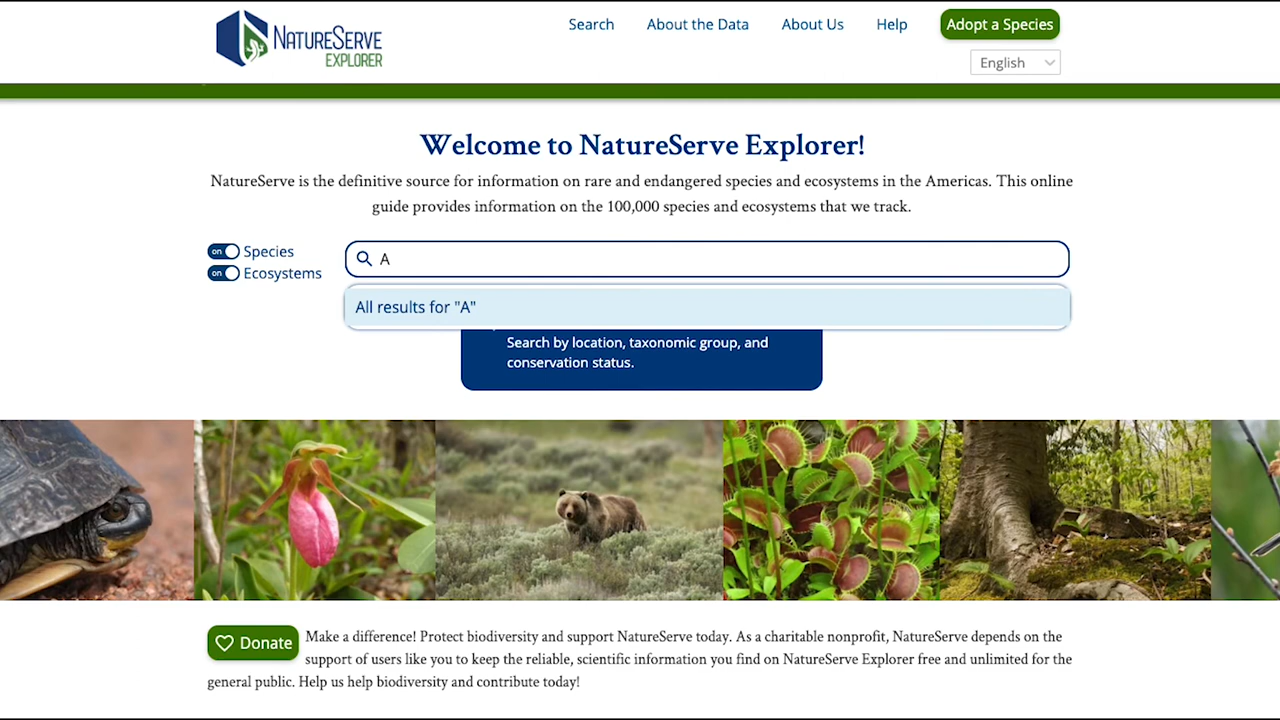 NATURESERVE
EXPLORER
Search
About the Data
About Us
Help
Adopt a Species
English
Welcome to NatureServe Explorer!
NatureServe is the definitive source for information on rare and endangered species and ecosystems in the Americas. This online
guide provides information on the 100,000 species and ecosystems that we track.
on Species
on Ecosystems
A
All results for "A"
Search by location, taxonomic group, and
conservation status.
Donate
Make a difference! Protect biodiversity and support NatureServe today. As a charitable nonprofit, NatureServe depends on the
support of users like you to keep the reliable, scientific information you find on NatureServe Explorer free and unlimited for the
general public. Help us help biodiversity and contribute today!